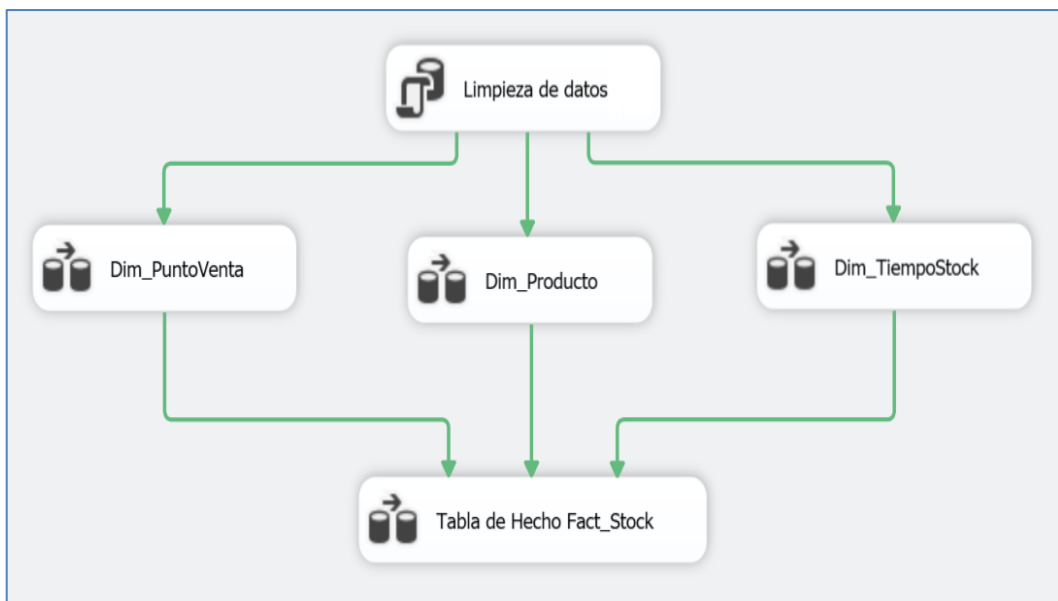 Limpieza de datos
Dim_PuntoVenta
Dim_Producto
Dim_TiempoStock
Tabla de Hecho Fact_Stock